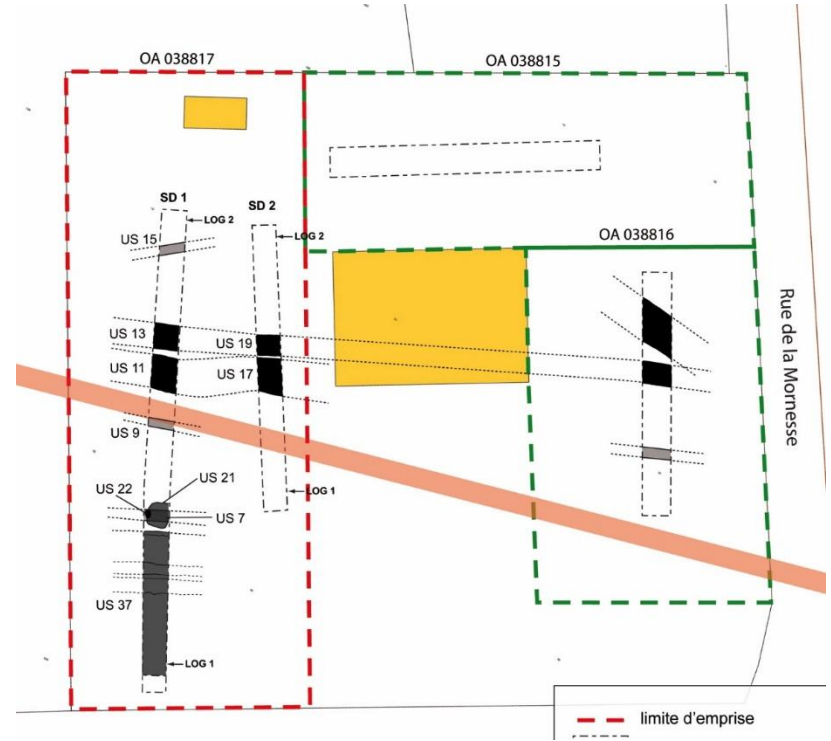 OA 038817
OA 038815
SD 1
SD 2
LOG 2
LOG 2
US 15
OA 038816
US 13
US 19
US 11
US 17
US 9
US 21
US 22
US 7
LOG 1
US 37
LOG 1
Rue de la Mornesse
limite d'emprise